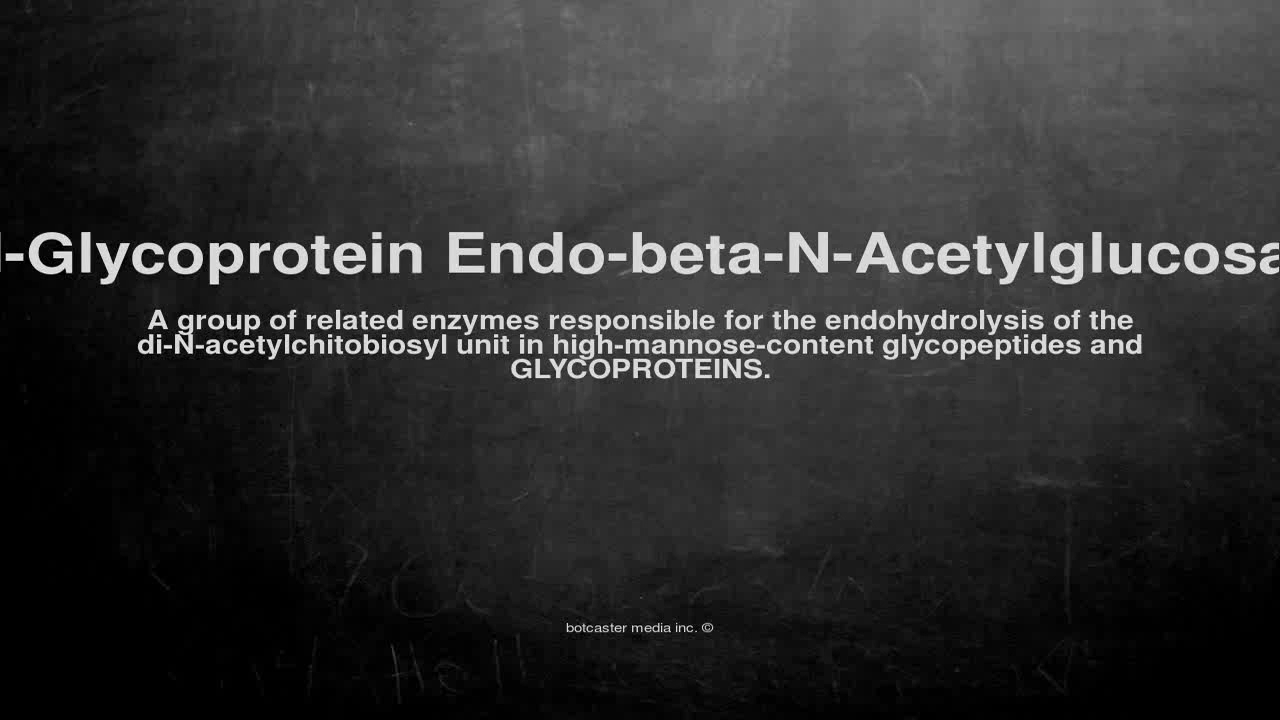 -Glycoprotein Endo-beta-N-Acetylglucosa
A group of related enzymes responsible for the endohydrolysis of the
di-N-acetylchitobiosyl unit in high-mannose-content glycopeptides and
GLYCOPROTEINS.
botcaster media inc. ©